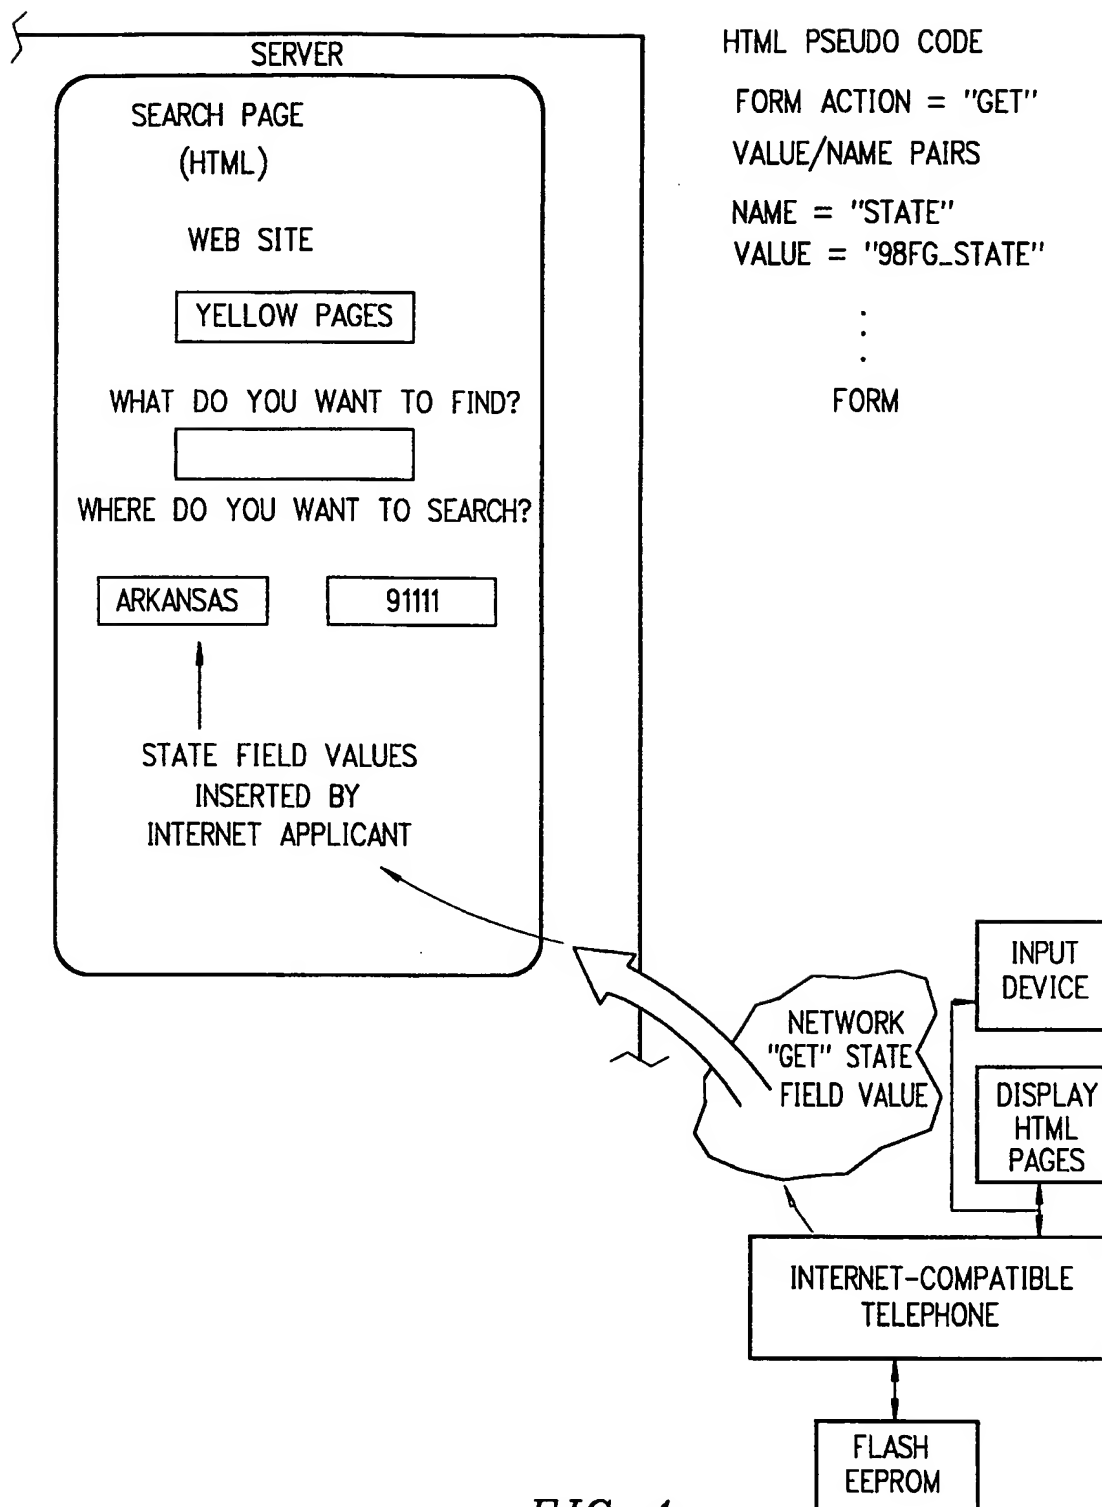 SERVER
SEARCH PAGE
(HTML)
WEB SITE
YELLOW PAGES
WHAT DO YOU WANT TO FIND?
WHERE DO YOU WANT TO SEARCH?
ARKANSAS
91111
STATE FIELD VALUES
INSERTED BY
INTERNET APPLICANT
HTML PSEUDO CODE
FORM ACTION = "GET"
VALUE/NAME PAIRS
NAME = "STATE"
VALUE = "98FG_STATE"
FORM
NETWORK
"GET" STATE
FIELD VALUE
INPUT
DEVICE
DISPLAY
HTML
PAGES
INTERNET-COMPATIBLE
TELEPHONE
FLASH
EEPROM